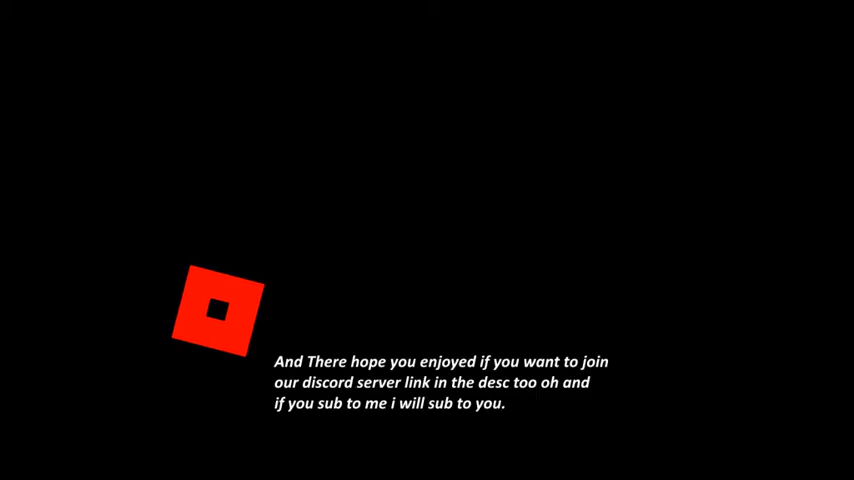 And There hope you enjoyed if you want to join
our discord server link in the desc too oh and
if you sub to me i will sub to you.